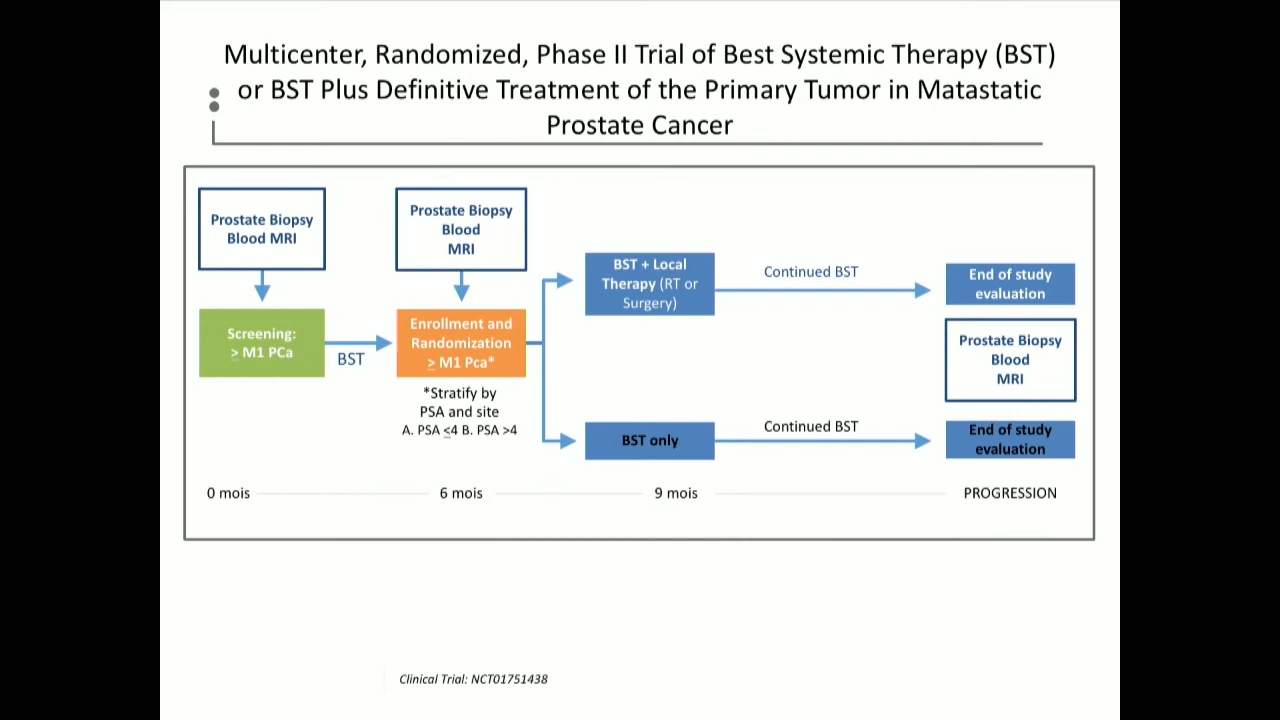 Multicenter, Randomized, Phase II Trial of Best Systemic Therapy (BST)
or BST Plus Definitive Treatment of the Primary Tumor in Matastatic
Prostate Cancer
Prostate Biopsy
Blood MRI
Prostate Biopsy
Blood
MRI
Screening:
≥ M1 PCa
BST
Enrollment and
Randomization
≥ M1 Pca*
*Stratify by
PSA and site
A. PSA ≤4 B. PSA >4
BST + Local
Therapy (RT or
Surgery)
Continued BST
End of study
evaluation
Prostate Biopsy
Blood
MRI
BST only
Continued BST
End of study
evaluation
0 mois
6 mois
9 mois
PROGRESSION
Clinical Trial: NCT01751438